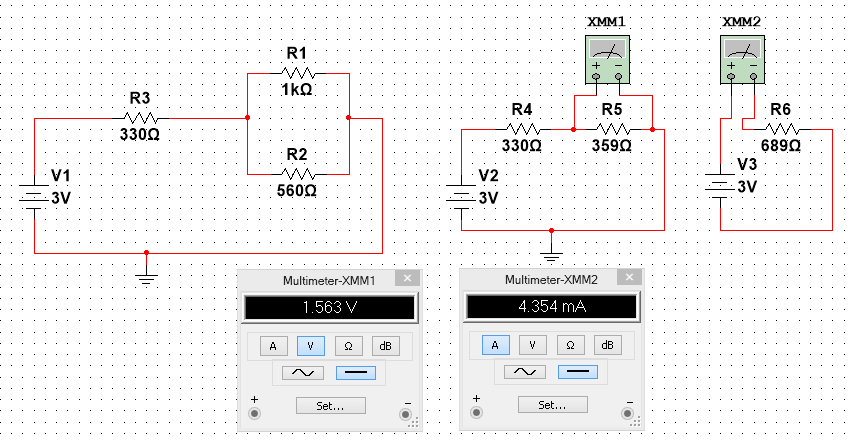 XMM1
XMM2
R1
1kΩ
R3
330Ω
R2
560Ω
V1
3V
R4
330Ω
R5
359Ω
V2
3V
R6
689Ω
V3
3V
+ −
+ −
Multimeter-XMM1
1.563 V
A V Ω dB
Set...
+ −
Multimeter-XMM2
4.354 mA
A V Ω dB
Set...
+ −